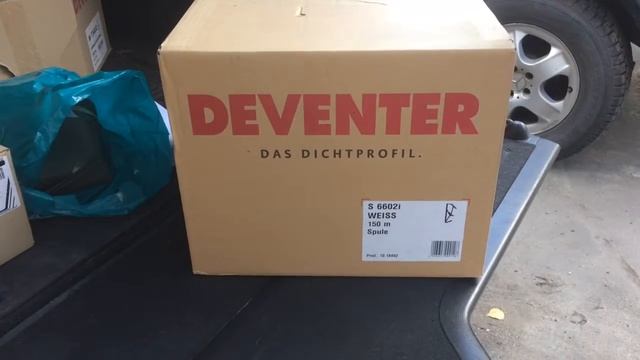 DEVENTER
DAS DICHTPROFIL.
S 6602i
WEISS
150 m
Spule